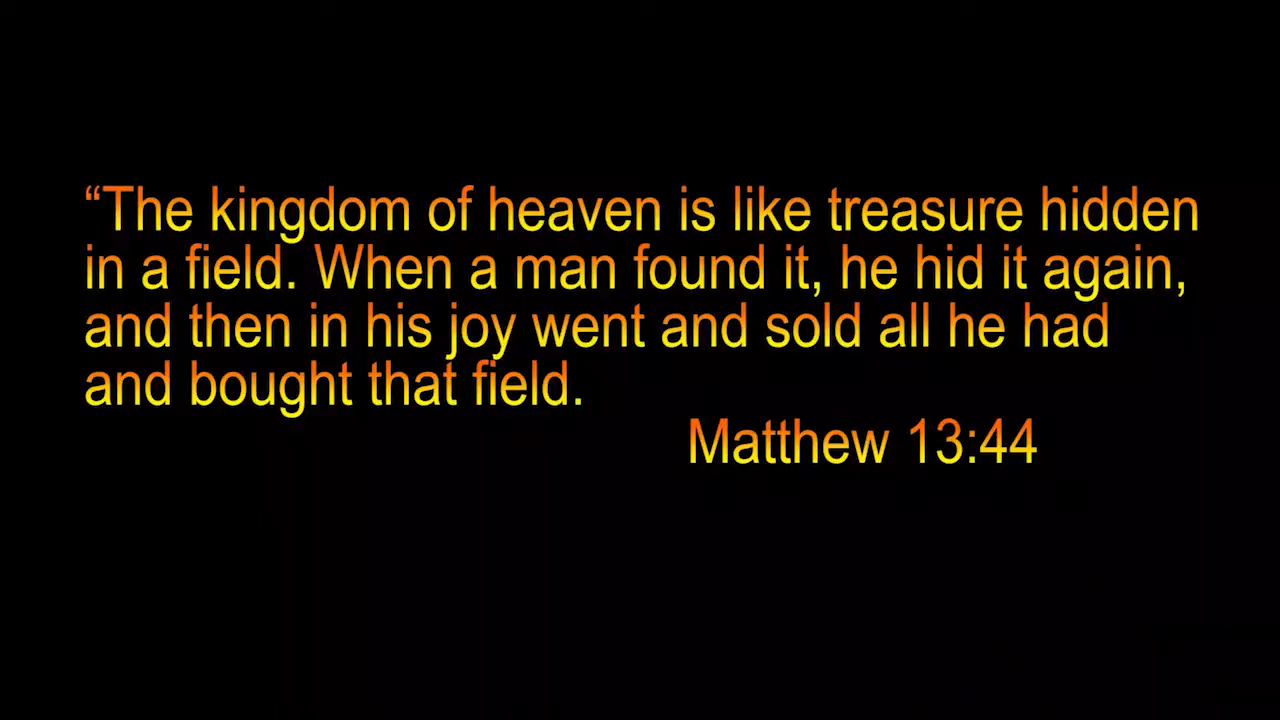 “The kingdom of heaven is like treasure hidden
in a field. When a man found it, he hid it again,
and then in his joy went and sold all he had
and bought that field.
Matthew 13:44